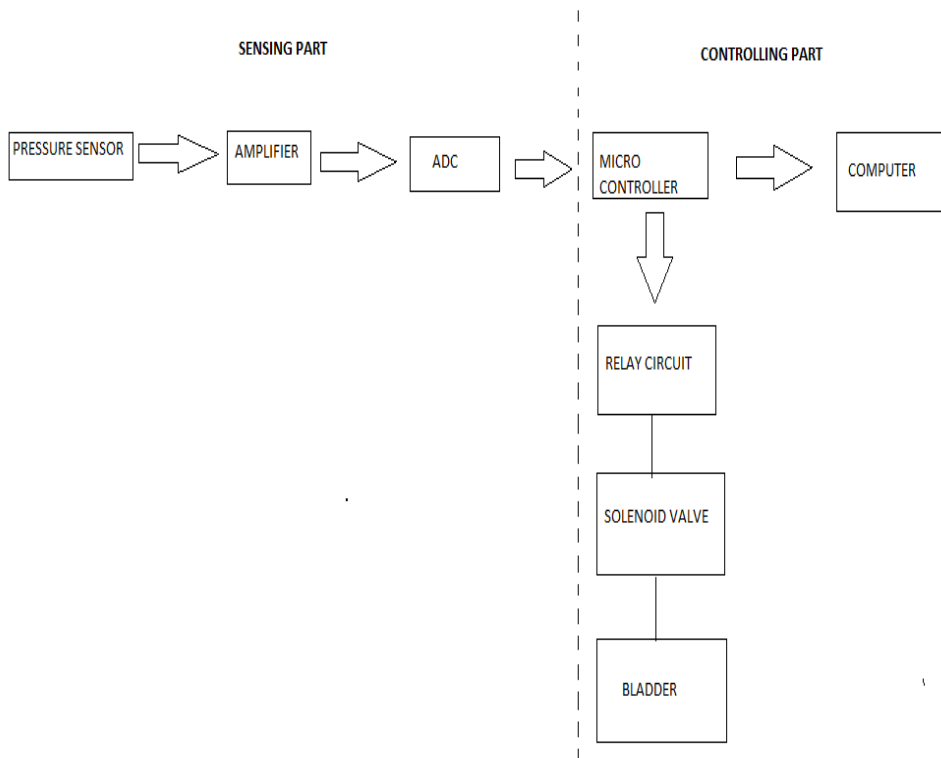 SENSING PART
CONTROLLING PART
PRESSURE SENSOR
AMPLIFIER
ADC
MICRO
CONTROLLER
COMPUTER
RELAY CIRCUIT
SOLENOID VALVE
BLADDER